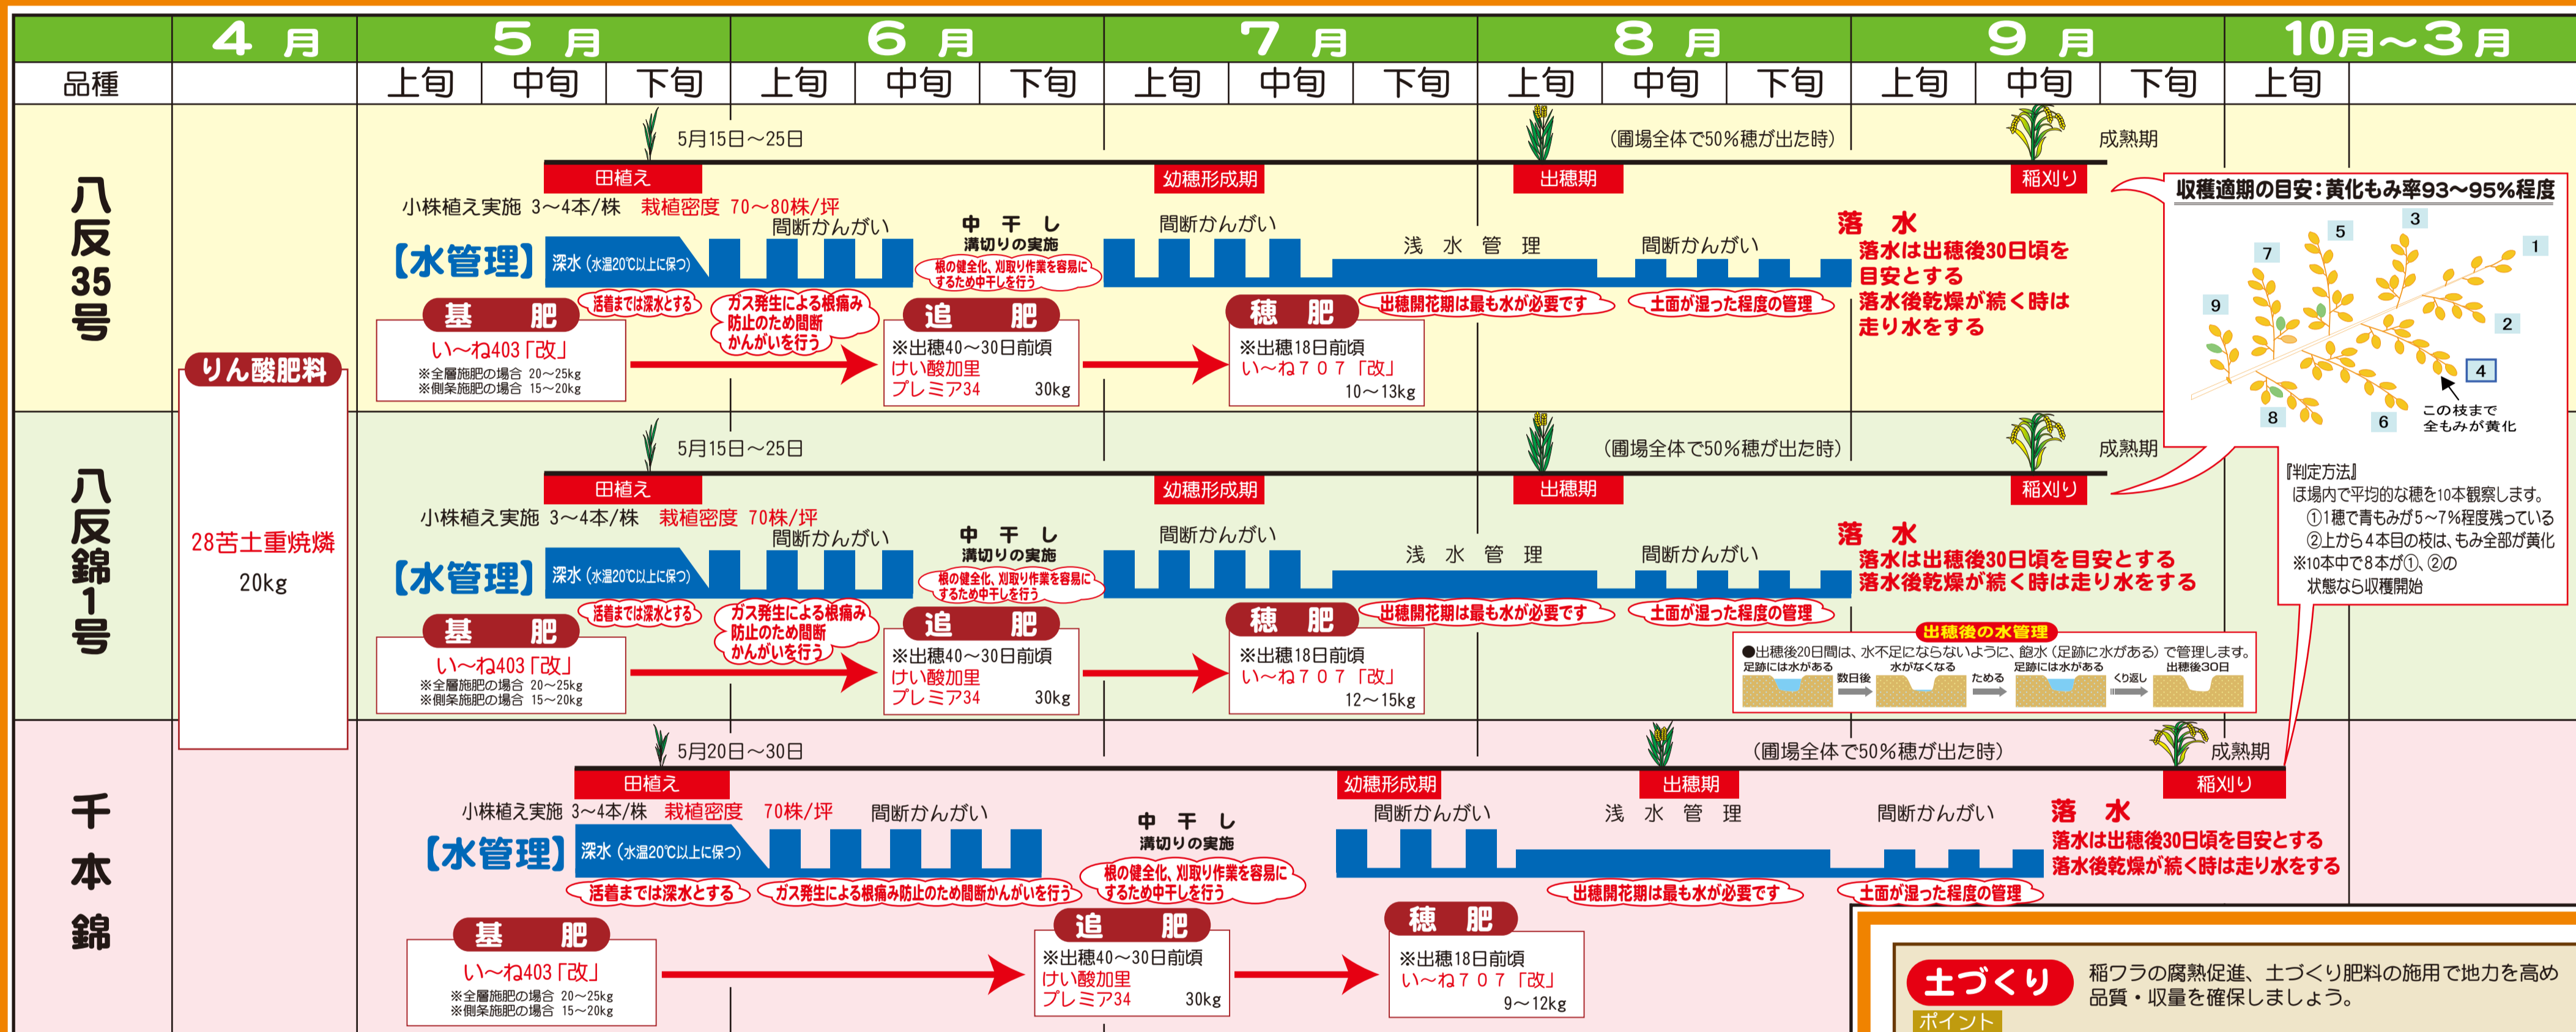 4 月
5 月
6 月
7 月
8 月
9 月
10月～3月
品種
上旬
中旬
下旬
上旬
中旬
下旬
上旬
中旬
下旬
上旬
中旬
下旬
上旬
中旬
下旬
上旬
りん酸肥料
28苦土重焼燐
20kg
八反35号
5月15日～25日
(圃場全体で50%穂が出た時)
成熟期
田植え
幼穂形成期
出穂期
稲刈り
小株植え実施 3～4本/株 栽植密度 70～80株/坪
間断かんがい
中 干 し
溝切りの実施
根の健全化、刈取り作業を容易に
するため中干しを行う
間断かんがい
浅 水 管 理
間断かんがい
落 水
落水は出穂後30日頃を
目安とする
落水後乾燥が続く時は
走り水をする
【水管理】
深水(水温20℃以上に保つ)
活着までは深水とする
ガス発生による根痛み
防止のため間断
かんがいを行う
出穂開花期は最も水が必要です
土面が湿った程度の管理
基 肥
い～ね403「改」
※全層施肥の場合 20～25kg
※側条施肥の場合 15～20kg
追 肥
※出穂40～30日前頃
けい酸加里
プレミア34 30kg
穂 肥
※出穂18日前頃
い～ね707「改」
10～13kg
収穫適期の目安:黄化もみ率93～95%程度
1
2
3
4
5
6
7
8
9
この枝まで
全もみが黄化
『判定方法』
ほ場内で平均的な穂を10本観察します。
①1穂で青もみが5～7%程度残っている
②上から4本目の枝は、もみ全部が黄化
※10本中で8本が①、②の
状態なら収穫開始
八反錦1号
5月15日～25日
(圃場全体で50%穂が出た時)
成熟期
田植え
幼穂形成期
出穂期
稲刈り
小株植え実施 3～4本/株 栽植密度 70株/坪
間断かんがい
中 干 し
溝切りの実施
根の健全化、刈取り作業を容易に
するため中干しを行う
間断かんがい
浅 水 管 理
間断かんがい
落 水
落水は出穂後30日頃を目安とする
落水後乾燥が続く時は走り水をする
【水管理】
深水(水温20℃以上に保つ)
活着までは深水とする
ガス発生による根痛み
防止のため間断
かんがいを行う
出穂開花期は最も水が必要です
土面が湿った程度の管理
基 肥
い～ね403「改」
※全層施肥の場合 20～25kg
※側条施肥の場合 15～20kg
追 肥
※出穂40～30日前頃
けい酸加里
プレミア34 30kg
穂 肥
※出穂18日前頃
い～ね707「改」
12～15kg
出穂後の水管理
●出穂後20日間は、水不足にならないように、飽水(足跡に水がある)で管理します。
足跡には水がある
数日後
水がなくなる
ためる
足跡には水がある
くり返し
出穂後30日
千本錦
5月20日～30日
(圃場全体で50%穂が出た時)
成熟期
田植え
幼穂形成期
出穂期
稲刈り
小株植え実施 3～4本/株 栽植密度 70株/坪
間断かんがい
中 干 し
溝切りの実施
根の健全化、刈取り作業を容易に
するため中干しを行う
間断かんがい
浅 水 管 理
間断かんがい
落 水
落水は出穂後30日頃を目安とする
落水後乾燥が続く時は走り水をする
【水管理】
深水(水温20℃以上に保つ)
活着までは深水とする
ガス発生による根痛み防止のため間断かんがいを行う
出穂開花期は最も水が必要です
土面が湿った程度の管理
基 肥
い～ね403「改」
※全層施肥の場合 20～25kg
※側条施肥の場合 15～20kg
追 肥
※出穂40～30日前頃
けい酸加里
プレミア34 30kg
穂 肥
※出穂18日前頃
い～ね707「改」
9～12kg
土づくり
稲ワラの腐熟促進、土づくり肥料の施用で地力を高め
品質・収量を確保しましょう。
ポイント